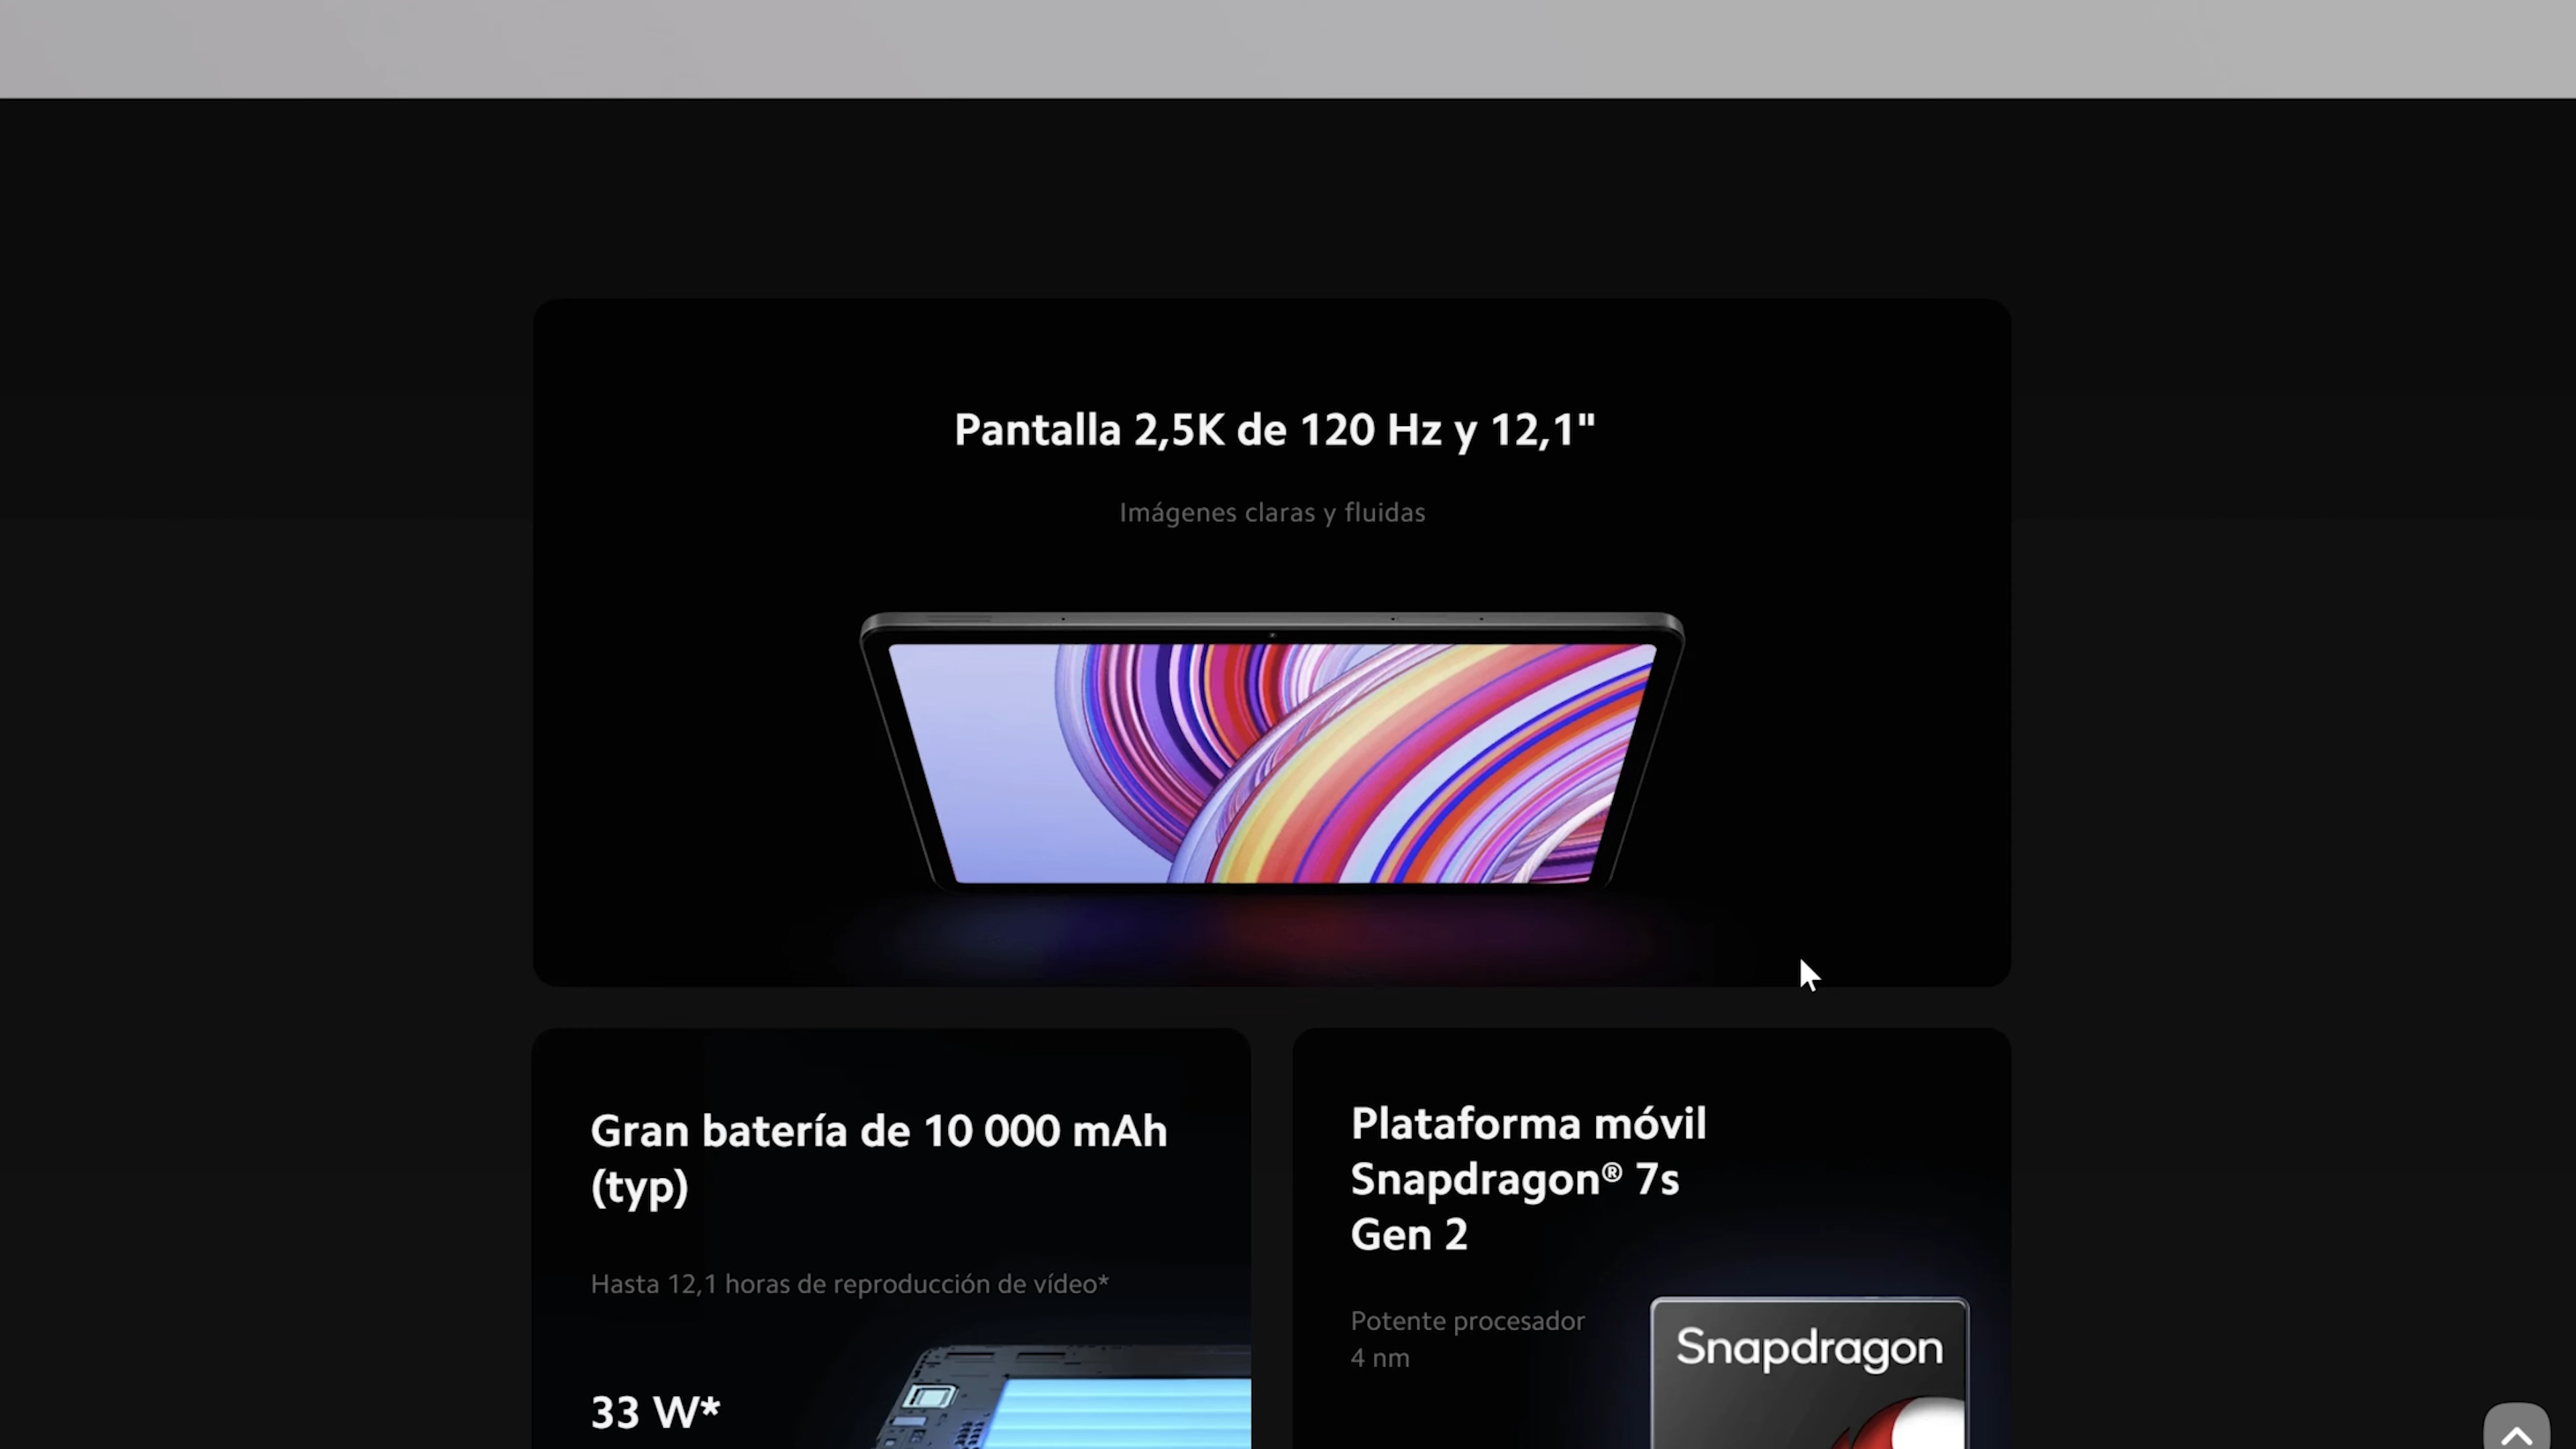 Pantalla 2,5K de 120 Hz y 12,1"
Imágenes claras y fluidas
Gran batería de 10 000 mAh
(typ)
Hasta 12,1 horas de reproducción de vídeo*
33 W*
Plataforma móvil
Snapdragon® 7s
Gen 2
Potente procesador
4 nm
Snapdragon